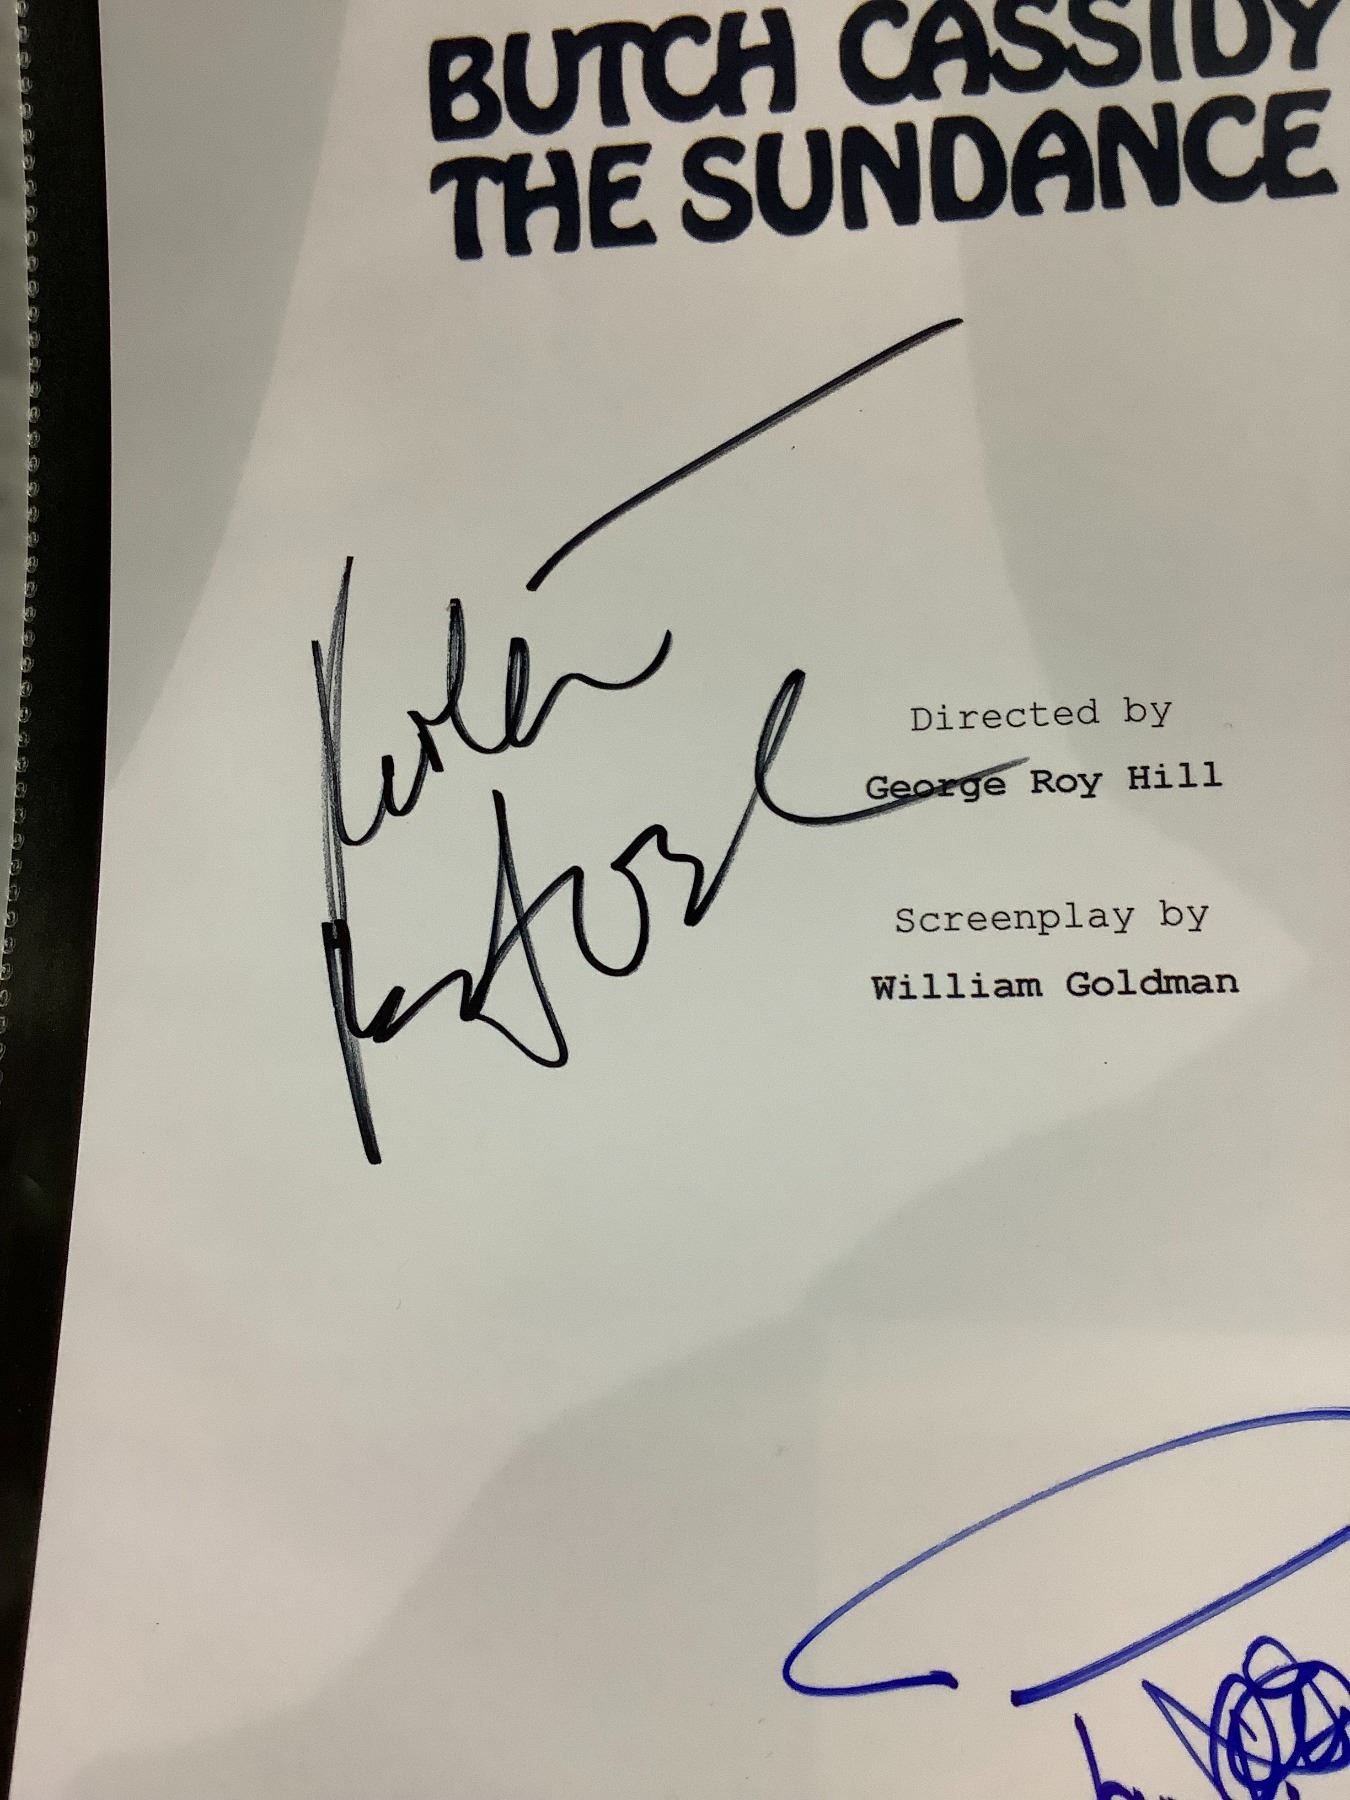 BUTCH CASSIDY
THE SUNDANCE
Directed by
George Roy Hill
Screenplay by
William Goldman